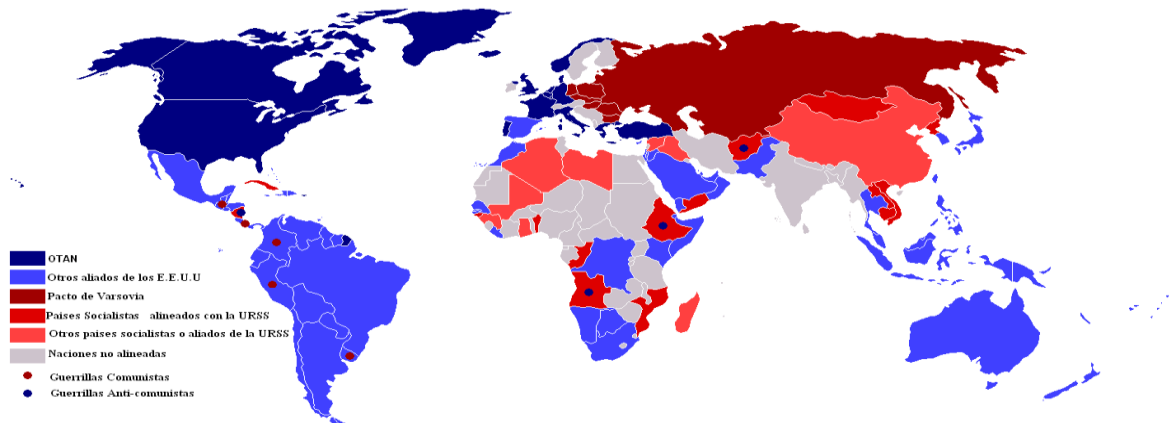 OTAN
Otros aliados de los E.E.U.U
Pacto de Varsovia
Paises Socialistas alineados con la URSS
Otros paises socialistas o aliados de la URSS
Naciones no alineadas
Guerrillas Comunistas
Guerrillas Anti-comunistas